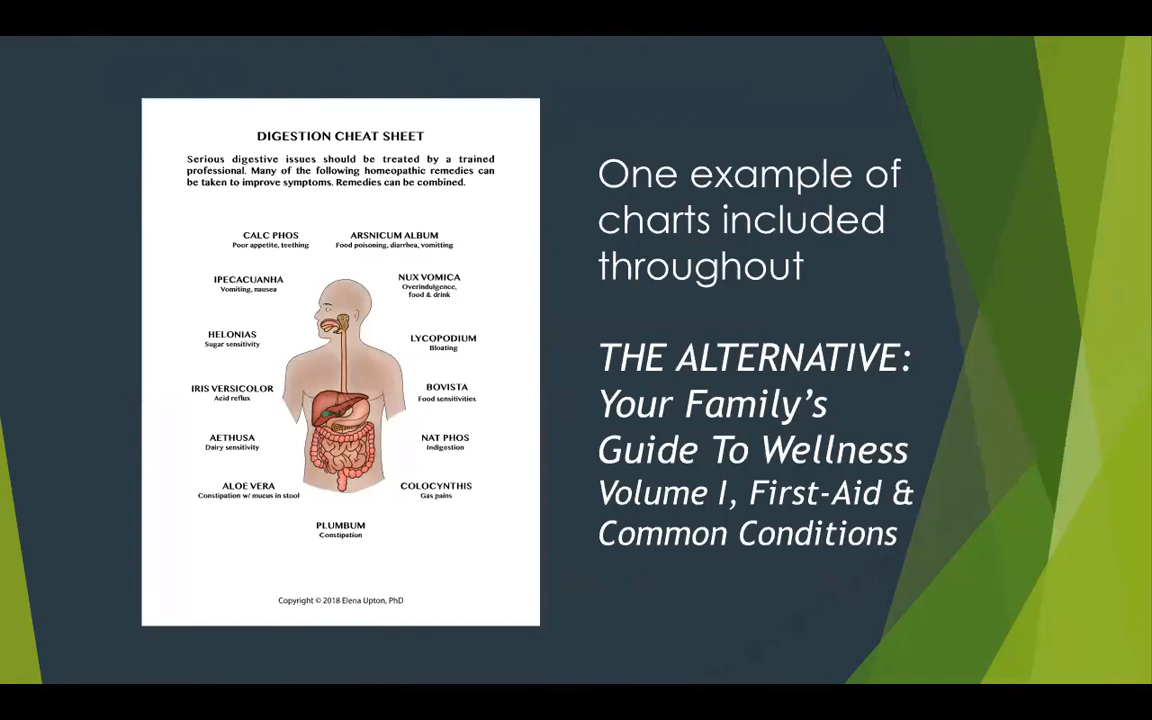 DIGESTION CHEAT SHEET
Serious digestive issues should be treated by a trained
professional. Many of the following homeopathic remedies can
be taken to improve symptoms. Remedies can be combined.
CALC PHOS
Poor appetite, teething
ARSNICUM ALBUM
Food poisoning, diarrhea, vomitting
IPECACUANHA
Vomiting, nausea
NUX VOMICA
Overindulgence,
food & drink
HELONIAS
Sugar sensitivity
LYCOPODIUM
Bloating
IRIS VERSICOLOR
Acid reflux
BOVISTA
Food sensitivities
AETHUSA
Dairy sensitivity
NAT PHOS
Indigestion
ALOE VERA
Constipation w/ mucus in stool
COLOCYNTHIS
Gas pains
PLUMBUM
Constipation
Copyright © 2018 Elena Upton, PhD
One example of
charts included
throughout
THE ALTERNATIVE:
Your Family’s
Guide To Wellness
Volume I, First-Aid &
Common Conditions